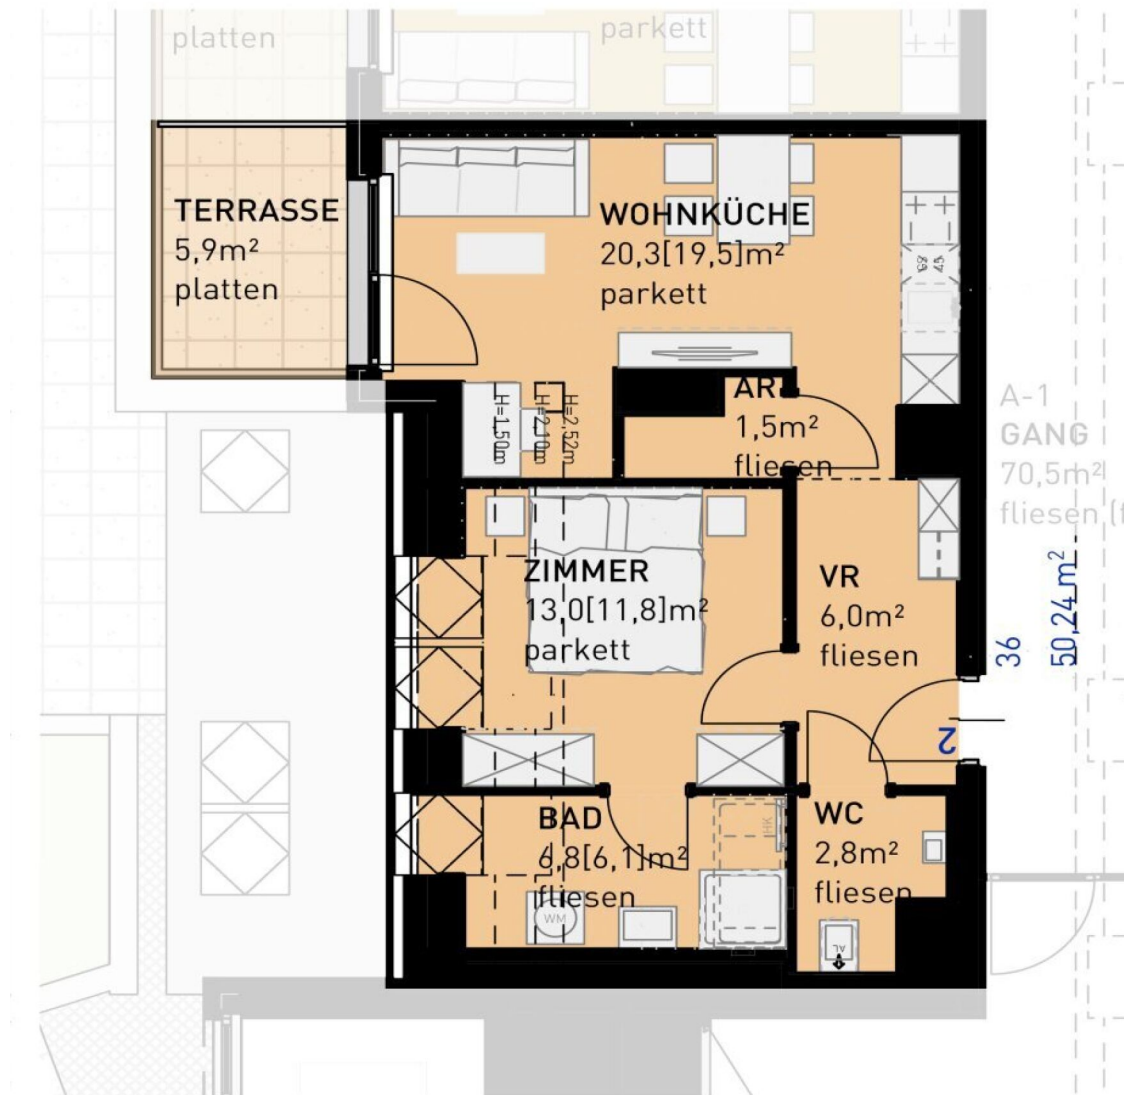 platten
parkett
TERRASSE
5,9m²
platten
WOHNKÜCHE
20,3[19,5]m²
parkett
H=1,50m
H=2,10m
H=2,52m
AR
1,5m²
fliesen
A-1
GANG
70,5m²
fliesen (f
ZIMMER
13,0[11,8]m²
parkett
VR
6,0m²
fliesen
36
50,24 m²
2
BAD
6,8[6,1]m²
fliesen
HK
WM
WC
2,8m²
fliesen
AL